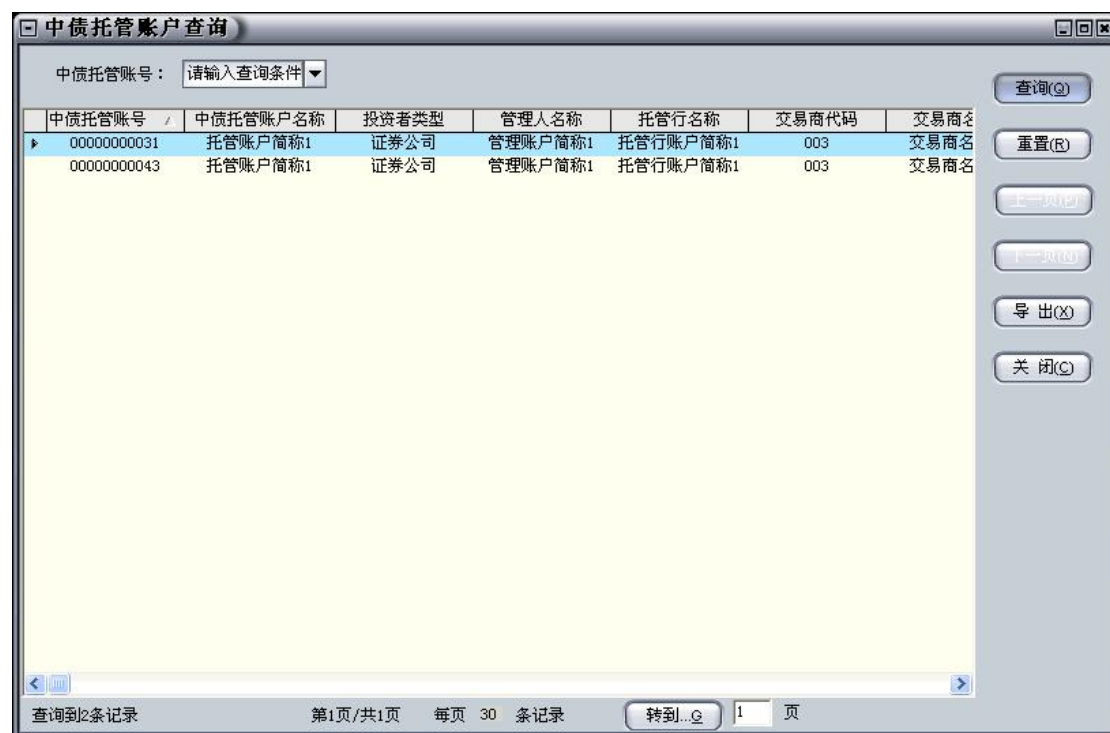 中债托管账户查询
中债托管账号： 请输入查询条件
查询(Q)
中债托管账号 中债托管账户名称 投资者类型 管理人名称 托管行名称 交易商代码 交易商名
00000000031 托管账户简称1 证券公司 管理账户简称1 托管行账户简称1 003 交易商名
重置(R)
00000000043 托管账户简称1 证券公司 管理账户简称1 托管行账户简称1 003 交易商名
上一页(P)
下一页(N)
导 出(X)
关 闭(C)
查询到2条记录 第1页/共1页 每页 30 条记录 转到...G 1 页